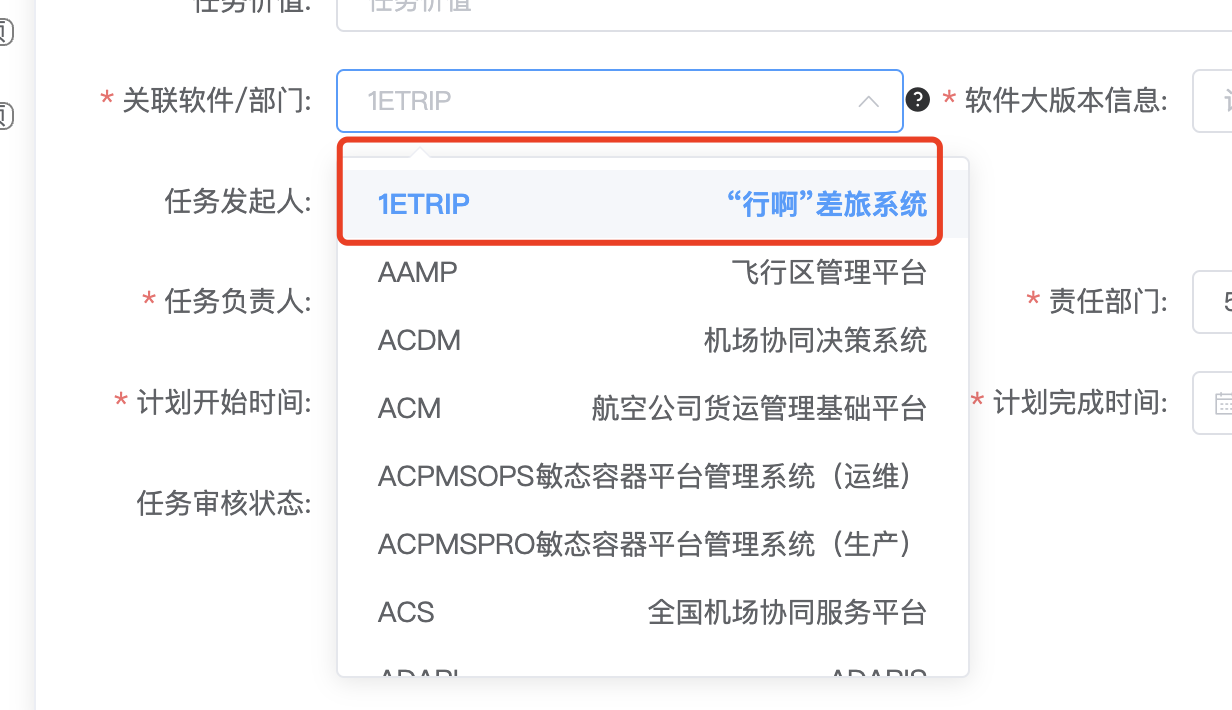 任务价值:
任务价值
* 关联软件/部门:
1ETRIP
?
* 软件大版本信息:
1ETRIP “行啊”差旅系统
任务发起人:
AAMP 飞行区管理平台
* 任务负责人:
* 责任部门:
ACDM 机场协同决策系统
* 计划开始时间:
ACM 航空公司货运管理基础平台
* 计划完成时间:
ACPMSOPS敏态容器平台管理系统（运维）
任务审核状态:
ACPMSPRO敏态容器平台管理系统（生产）
ACS 全国机场协同服务平台